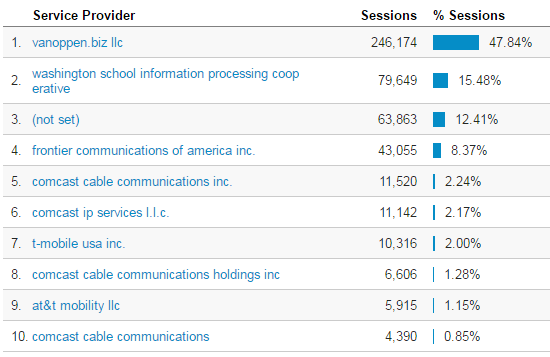 Service Provider Sessions % Sessions
1. vanoppen.biz llc 246,174 47.84%
2. washington school information processing coop
erative 79,649 15.48%
3. (not set) 63,863 12.41%
4. frontier communications of america inc. 43,055 8.37%
5. comcast cable communications inc. 11,520 2.24%
6. comcast ip services l.l.c. 11,142 2.17%
7. t-mobile usa inc. 10,316 2.00%
8. comcast cable communications holdings inc 6,606 1.28%
9. at&t mobility llc 5,915 1.15%
10. comcast cable communications 4,390 0.85%